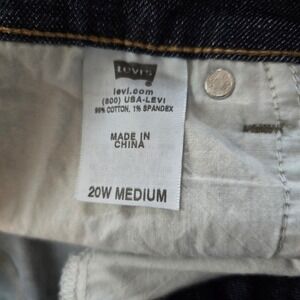 Levi's
levi.com
(800) USA-LEVI
99% COTTON, 1% SPANDEX
MADE IN
CHINA
20W MEDIUM